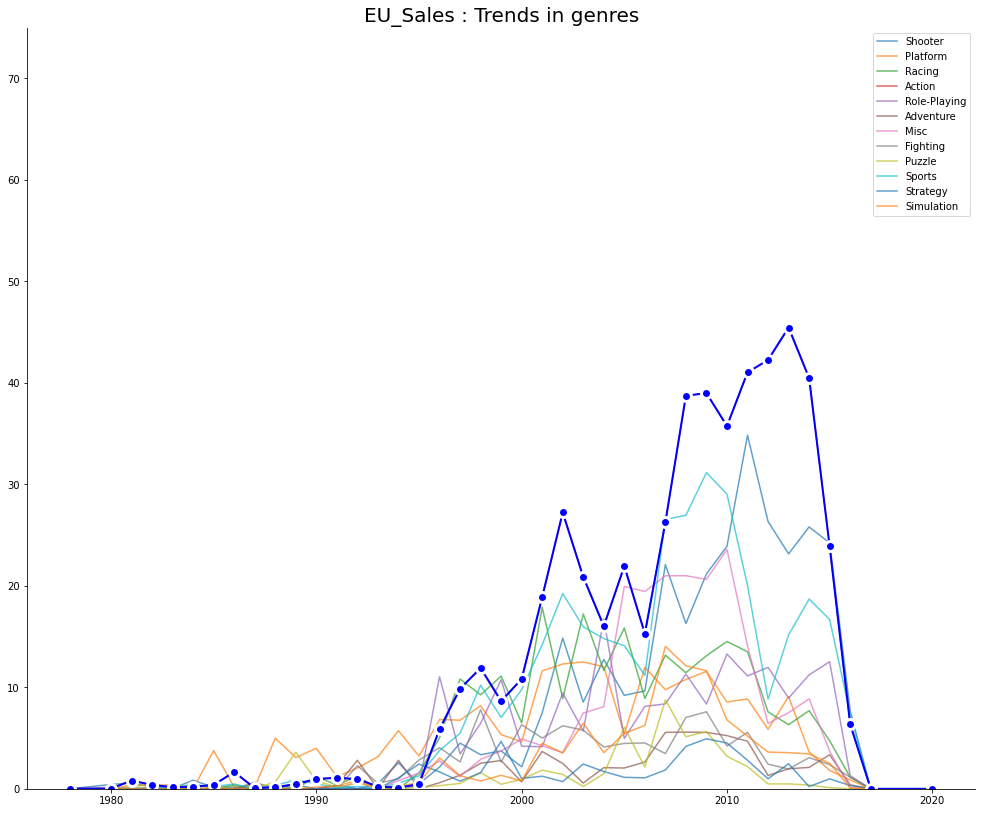 EU_Sales : Trends in genres
Shooter
Platform
Racing
Action
Role-Playing
Adventure
Misc
Fighting
Puzzle
Sports
Strategy
Simulation
70
60
50
40
30
20
10
0
1980 1990 2000 2010 2020